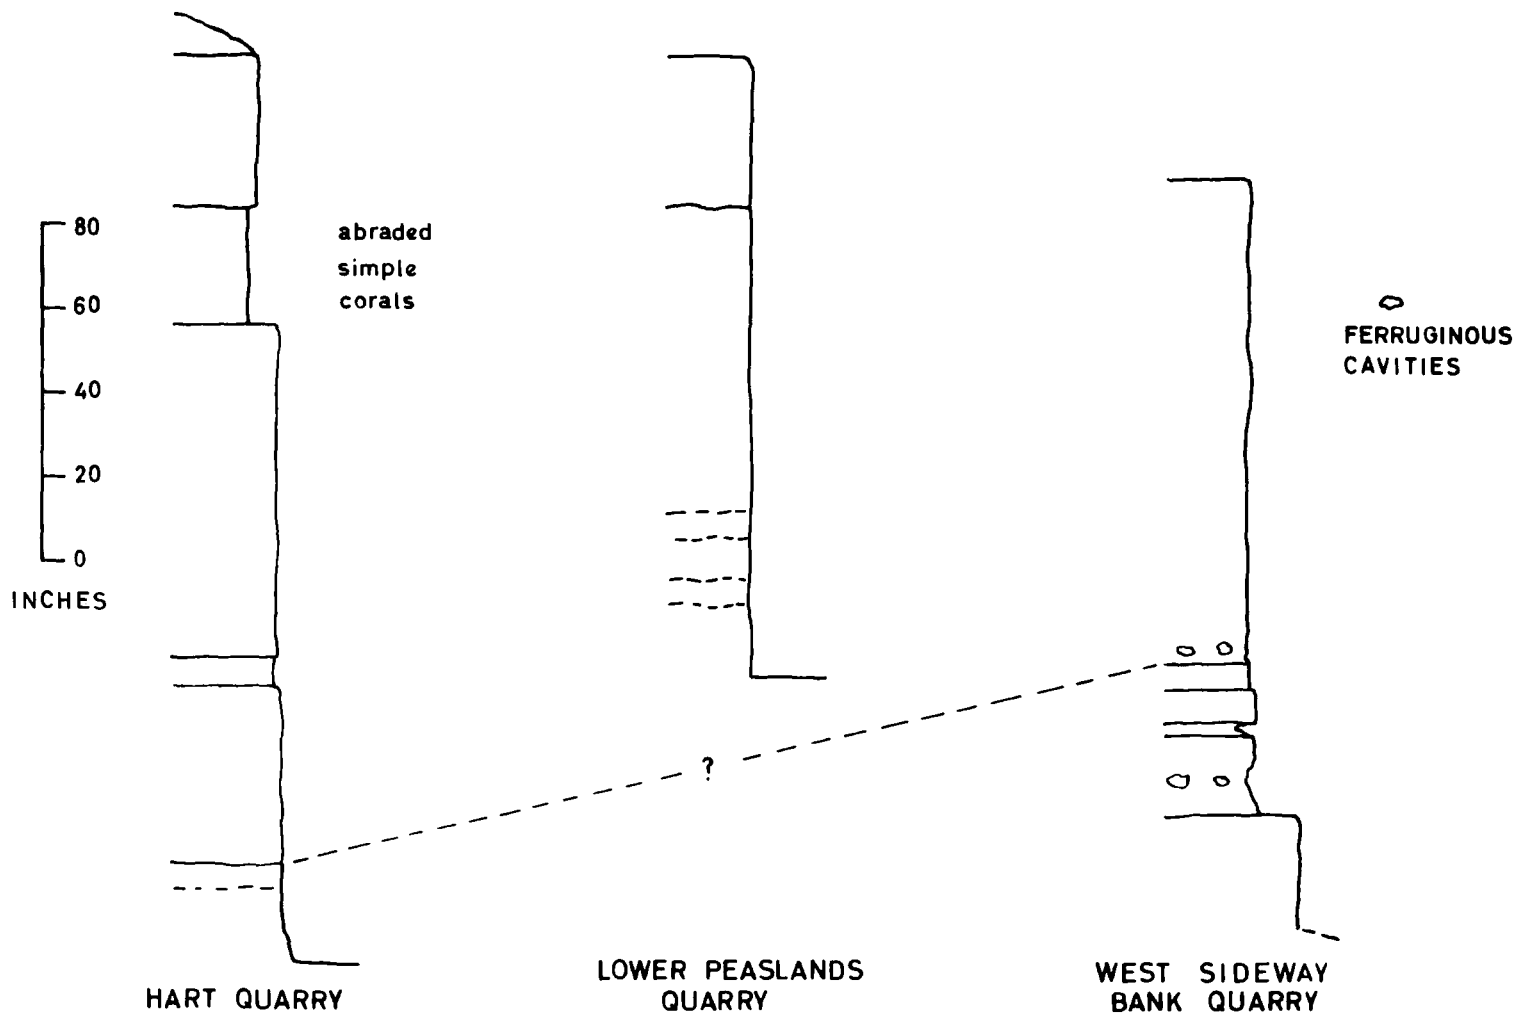 80
60
40
20
0
INCHES
abraded
simple
corals
FERRUGINOUS
CAVITIES
?
HART QUARRY
LOWER PEASLANDS
QUARRY
WEST SIDEWAY
BANK QUARRY